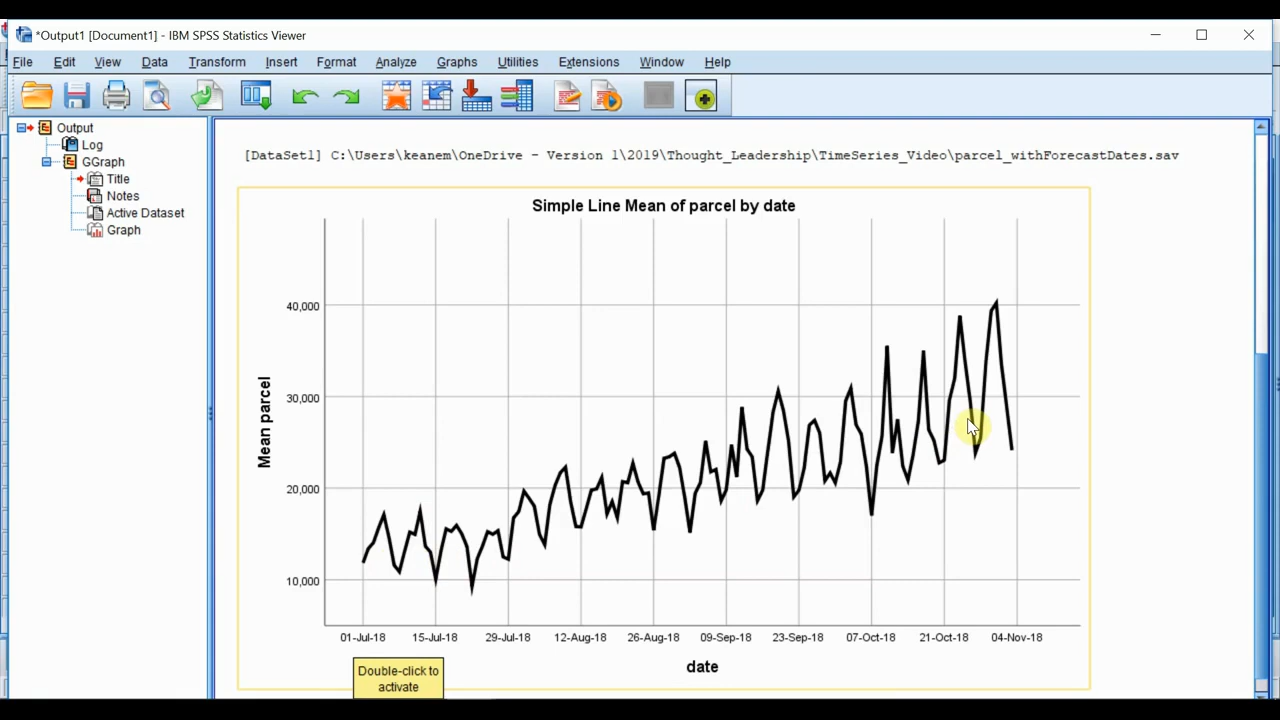 *Output1 [Document1] - IBM SPSS Statistics Viewer
File Edit View Data Transform Insert Format Analyze Graphs Utilities Extensions Window Help
Output
Log
GGraph
Title
Notes
Active Dataset
Graph
[DataSet1] C:\Users\keanem\OneDrive - Version 1\2019\Thought_Leadership\TimeSeries_Video\parcel_withForecastDates.sav
Simple Line Mean of parcel by date
Mean parcel
40,000
30,000
20,000
10,000
01-Jul-18 15-Jul-18 29-Jul-18 12-Aug-18 26-Aug-18 09-Sep-18 23-Sep-18 07-Oct-18 21-Oct-18 04-Nov-18
date
Double-click to
activate